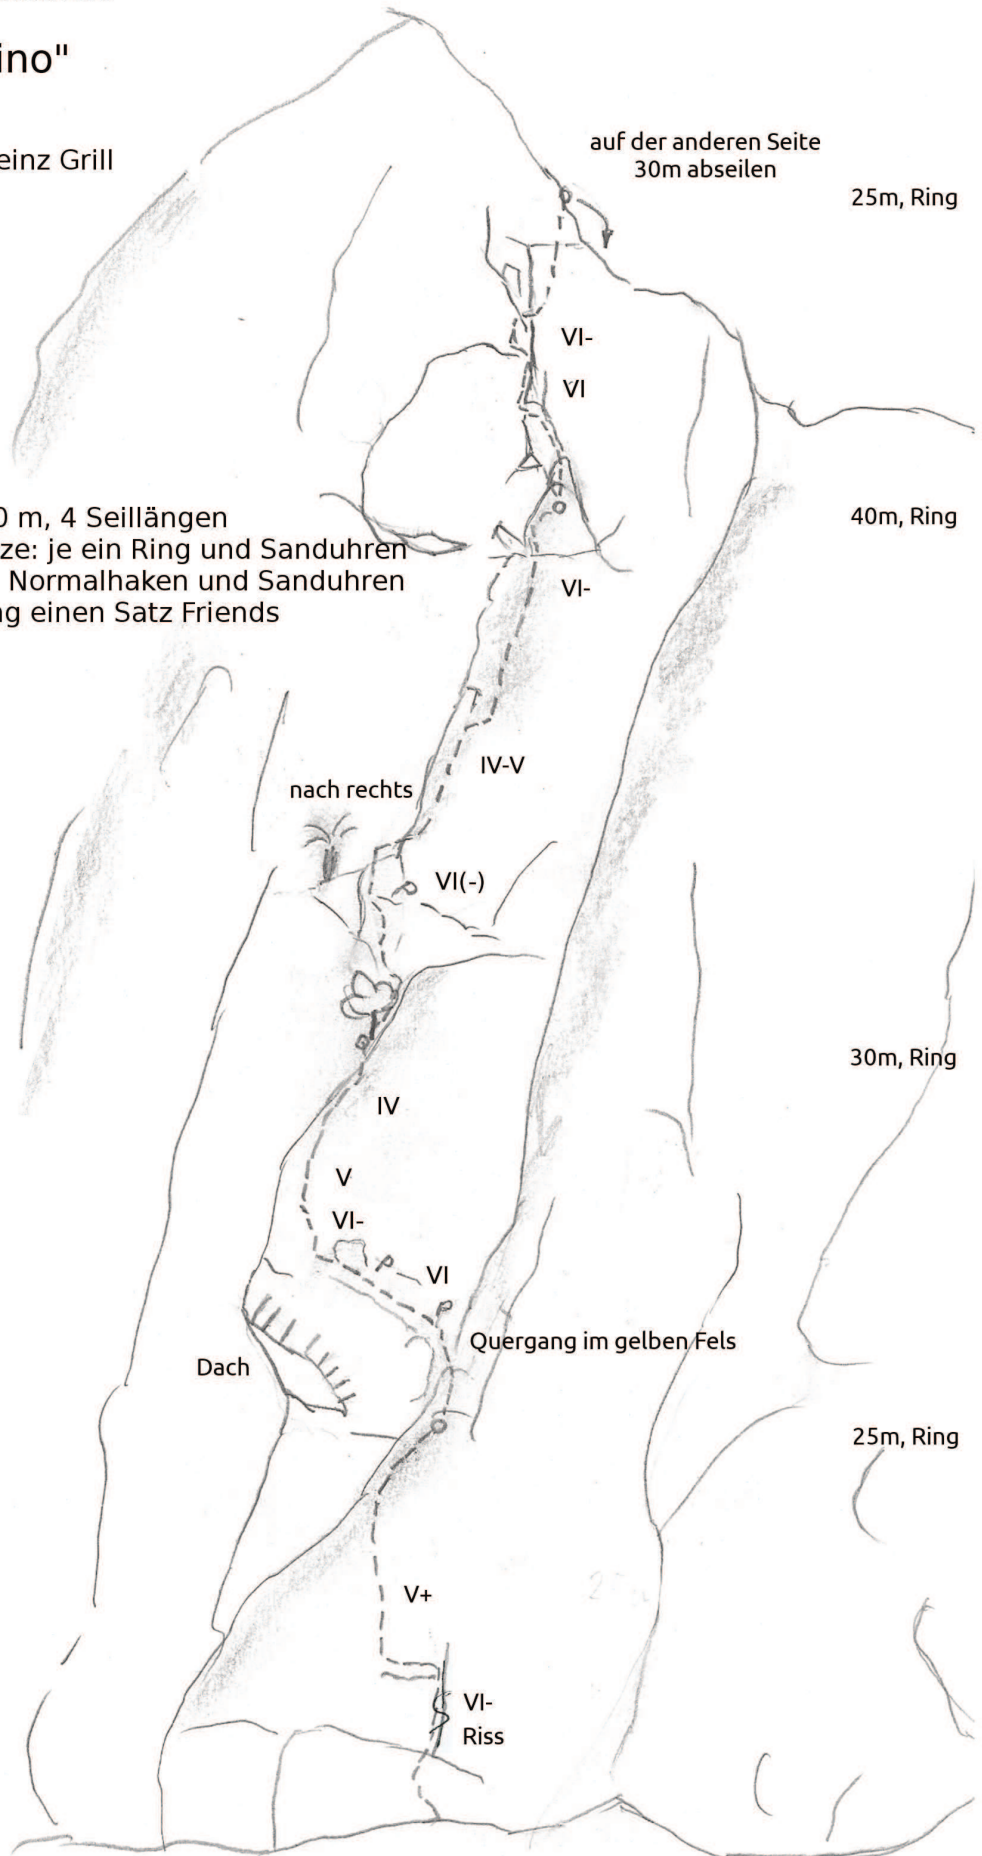 ino"
einz Grill
auf der anderen Seite
30m abseilen
25m, Ring
VI-
VI
0 m, 4 Seillängen
ze: je ein Ring und Sanduhren
Normalhaken und Sanduhren
ng einen Satz Friends
40m, Ring
VI-
IV-V
nach rechts
VI(-)
30m, Ring
IV
V
VI-
VI
Quergang im gelben Fels
Dach
25m, Ring
V+
VI-
Riss